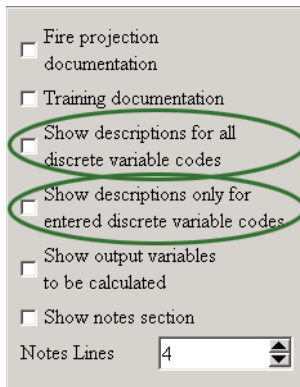 Fire projection
documentation
Training documentation
Show descriptions for all
discrete variable codes
Show descriptions only for
entered discrete variable codes
Show output variables
to be calculated
Show notes section
Notes Lines 4